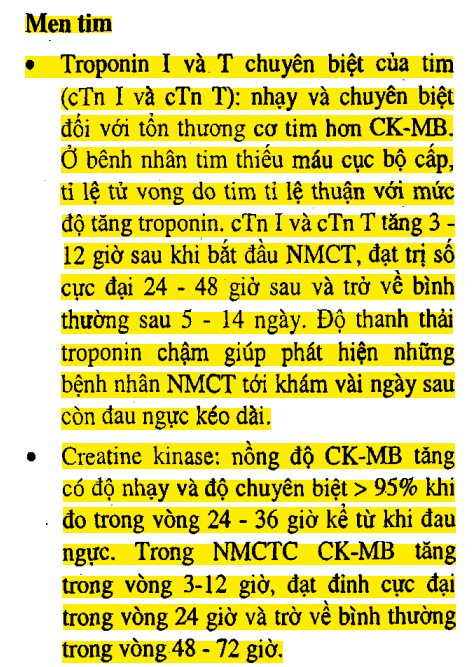 Men tim
• Troponin I và T chuyên biệt của tim
(cTn I và cTn T): nhạy và chuyên biệt
đối với tổn thương cơ tim hơn CK-MB.
Ở bênh nhân tim thiếu máu cục bộ cấp,
tỉ lệ tử vong do tim tỉ lệ thuận với mức
độ tăng troponin. cTn I và cTn T tăng 3 -
12 giờ sau khi bắt đầu NMCT, đạt trị số
cực đại 24 - 48 giờ sau và trở về bình
thường sau 5 - 14 ngày. Độ thanh thải
troponin chậm giúp phát hiện những
bệnh nhân NMCT tới khám vài ngày sau
cơn đau ngực kéo dài.
• Creatine kinase: nồng độ CK-MB tăng
có độ nhạy và độ chuyên biệt > 95% khi
đo trong vòng 24 - 36 giờ kể từ khi đau
ngực. Trong NMCTC CK-MB tăng
trong vòng 3-12 giờ, đạt đỉnh cực đại
trong vòng 24 giờ và trở về bình thường
trong vòng 48 - 72 giờ.